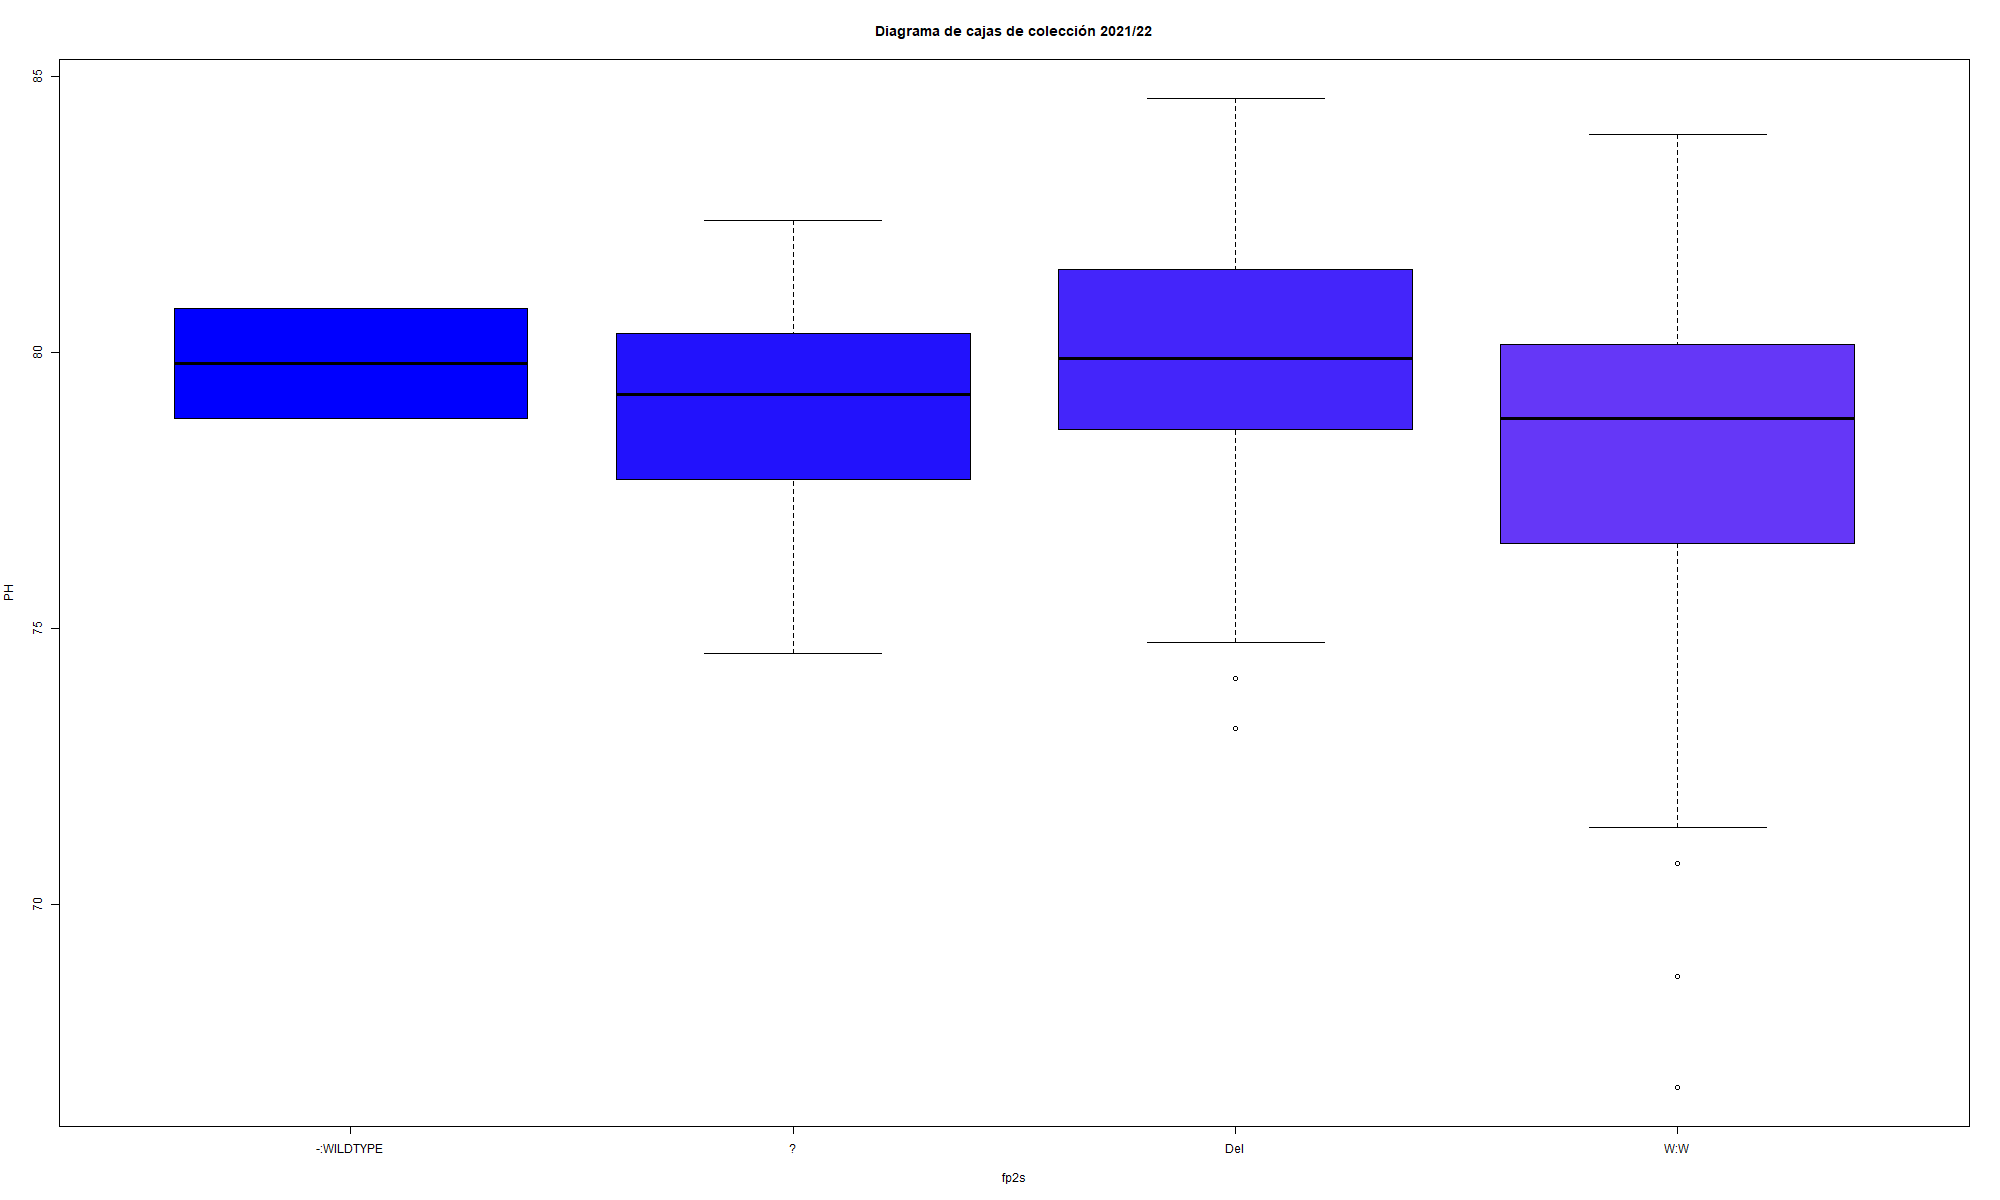 Diagrama de cajas de colección 2021/22
85
80
75
70
PH
-:WILDTYPE
?
Del
W:W
fp2s